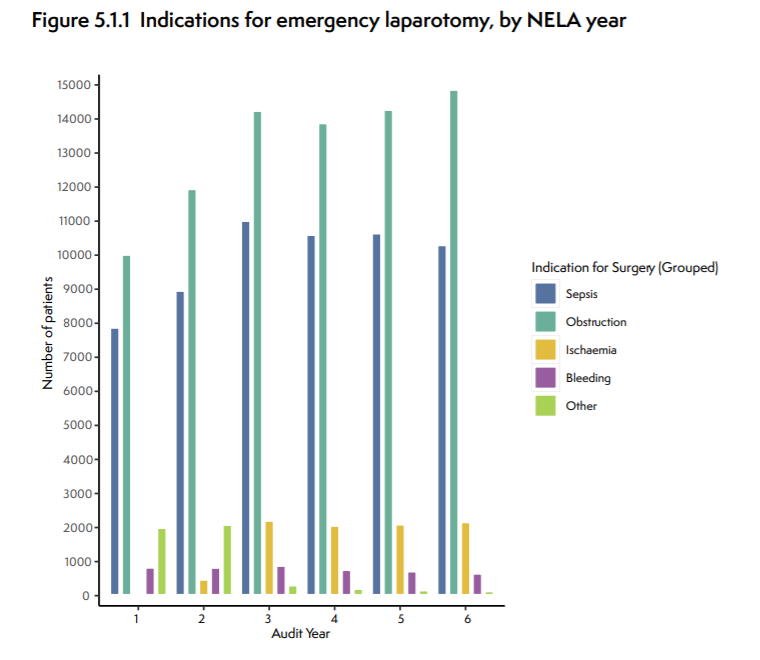 Figure 5.1.1 Indications for emergency laparotomy, by NELA year
15000
14000
13000
12000
11000
10000
9000
8000
7000
6000
5000
4000
3000
2000
1000
0
Number of patients
1 2 3 4 5 6
Audit Year
Indication for Surgery (Grouped)
Sepsis
Obstruction
Ischaemia
Bleeding
Other